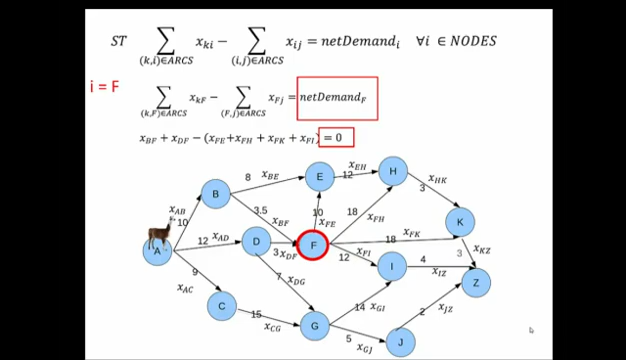 ST ∑(k,i)∈ARCS x_ki − ∑(i,j)∈ARCS x_ij = netDemand_i ∀i ∈ NODES
i = F
∑(k,F)∈ARCS x_kF − ∑(F,j)∈ARCS x_Fj = netDemand_F
x_BF + x_DF − (x_FE+x_FH + x_FK + x_FI) = 0
x_EH
12
H
8
x_BE
E
x_HK
3
B
x_AB
10
3.5
x_BF
10
x_FE
18
x_FH
K
A
12
x_AD
D
3
x_DF
F
18
x_FK
3
x_KZ
12
x_FI
I
4
x_IZ
Z
9
x_AC
7
x_DG
C
15
x_CG
G
14
x_GI
2
x_JZ
5
x_GJ
J